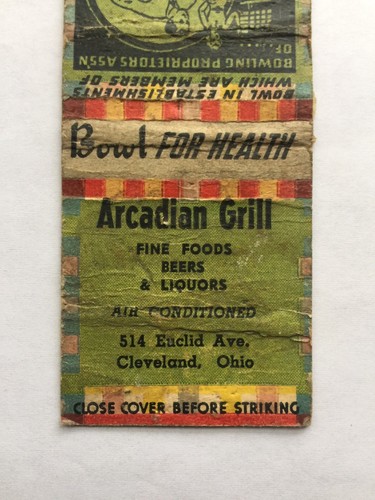 BOWL IN ESTABLISHMENTS
WHICH ARE MEMBERS OF
BOWLING PROPRIETORS ASS'N
OF...
Bowl FOR HEALTH
Arcadian Grill
FINE FOODS
BEERS
& LIQUORS
AIR CONDITIONED
514 Euclid Ave.
Cleveland, Ohio
CLOSE COVER BEFORE STRIKING